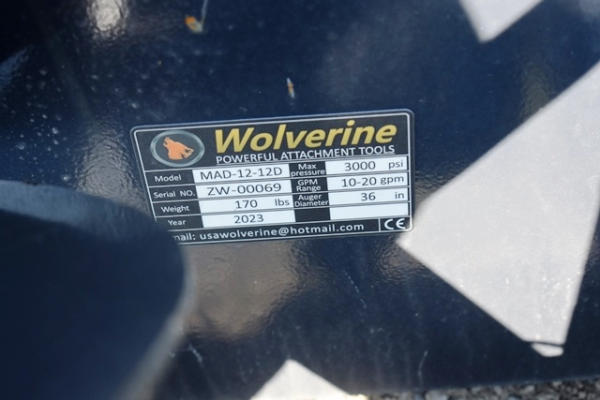 Wolverine
POWERFUL ATTACHMENT TOOLS
Model MAD-12-12D Max pressure 3000 psi
Serial NO. ZW-00069 GPM Range 10-20 gpm
Weight 170 lbs Auger Diameter 36 in
Year 2023
mail: usawolverine@hotmail.com CE